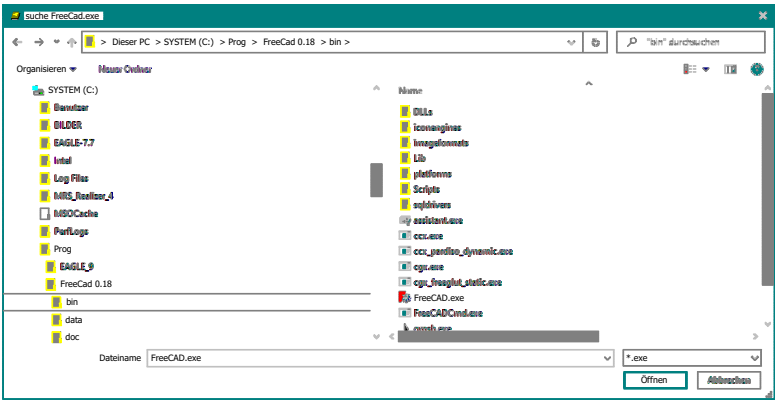 suche FreeCad.exe
> Dieser PC > SYSTEM (C:) > Prog > FreeCad 0.18 > bin >
"bin" durchsuchen
Organisieren
Neuer Ordner
SYSTEM (C:)
Benutzer
BILDER
EAGLE-7.7
Intel
Log Files
MRS_Realizer_4
MSOCache
PerfLogs
Prog
EAGLE_9
FreeCad 0.18
bin
data
doc
Name
DLLs
iconengines
imageformats
Lib
platforms
Scripts
sqldrivers
assistant.exe
ccx.exe
ccx_pardiso_dynamic.exe
cgx.exe
cgx_freeglut_static.exe
FreeCAD.exe
FreeCADCmd.exe
Dateiname
FreeCAD.exe
*.exe
Öffnen
Abbrechen